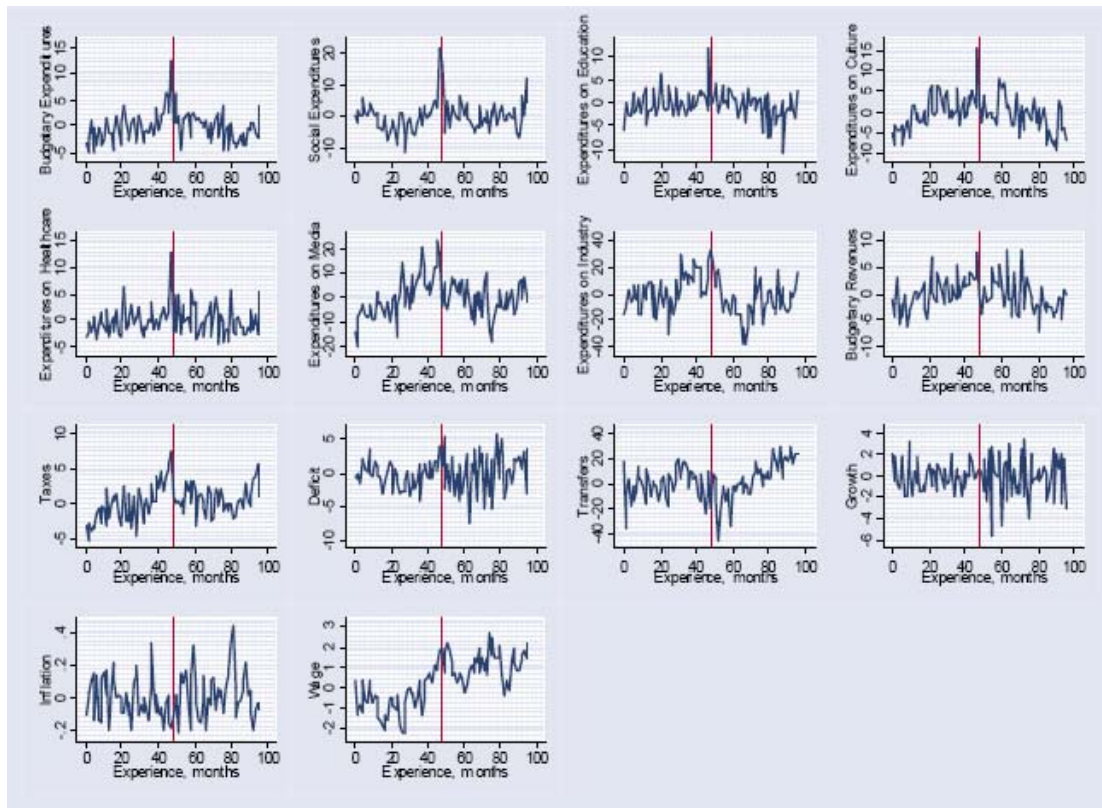 Budgetary Expenditures
-5 0 5 10 15
0 20 40 60 80 100
Experience, months
Social Expenditures
-10 0 10 20
0 20 40 60 80 100
Experience, months
Expenditures on Education
-10 -5 0 5 10
0 20 40 60 80 100
Experience, months
Expenditures on Culture
-10 -5 0 5 10 15
0 20 40 60 80 100
Experience, months
Expenditures on Healthcare
-5 0 5 10 15
0 20 40 60 80 100
Experience, months
Expenditures on Media
-20 -10 0 10 20
0 20 40 60 80 100
Experience, months
Expenditures on Industry
-40 -20 0 20 40
0 20 40 60 80 100
Experience, months
Budgetary Revenues
-10 -5 0 5 10
0 20 40 60 80 100
Experience, months
Taxes
-5 0 5 10
0 20 40 60 80 100
Experience, months
Deficit
-10 -5 0 5
0 20 40 60 80 100
Experience, months
Transfers
-40 -20 0 20 40
0 20 40 60 80 100
Experience, months
Growth
-6 -4 -2 0 2 4
0 20 40 60 80 100
Experience, months
Inflation
-.2 0 .2 .4
0 20 40 60 80 100
Experience, months
Wage
-2 -1 0 1 2 3
0 20 40 60 80 100
Experience, months